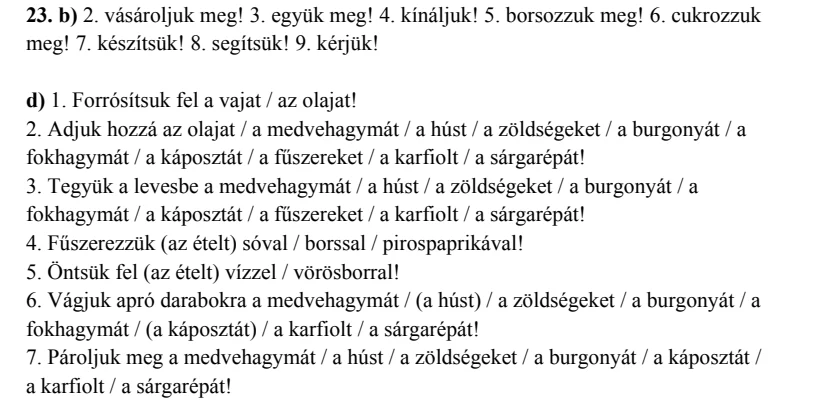 23. b) 2. vásároljuk meg! 3. együk meg! 4. kínáljuk! 5. borsozzuk meg! 6. cukrozzuk
meg! 7. készítsük! 8. segítsük! 9. kérjük!
d) 1. Forrósítsuk fel a vajat / az olajat!
2. Adjuk hozzá az olajat / a medvehagymát / a húst / a zöldségeket / a burgonyát / a
fokhagymát / a káposztát / a fűszereket / a karfiolt / a sárgarépát!
3. Tegyük a levesbe a medvehagymát / a húst / a zöldségeket / a burgonyát / a
fokhagymát / a káposztát / a fűszereket / a karfiolt / a sárgarépát!
4. Fűszerezzük (az ételt) sóval / borssal / pirospaprikával!
5. Öntsük fel (az ételt) vízzel / vörösborral!
6. Vágjuk apró darabokra a medvehagymát / (a húst) / a zöldségeket / a burgonyát / a
fokhagymát / (a káposztát) / a karfiolt / a sárgarépát!
7. Pároljuk meg a medvehagymát / a húst / a zöldségeket / a burgonyát / a káposztát /
a karfiolt / a sárgarépát!